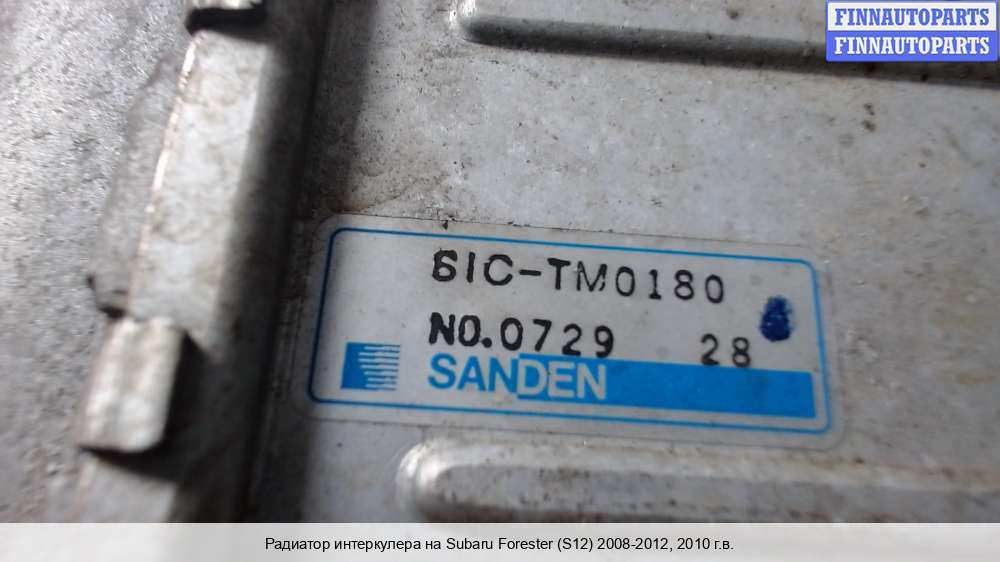 FINNAUTOPARTS
FINNAUTOPARTS
SIC-TM0180
NO.0729 28
SANDEN
Радиатор интеркулера на Subaru Forester (S12) 2008-2012, 2010 г.в.